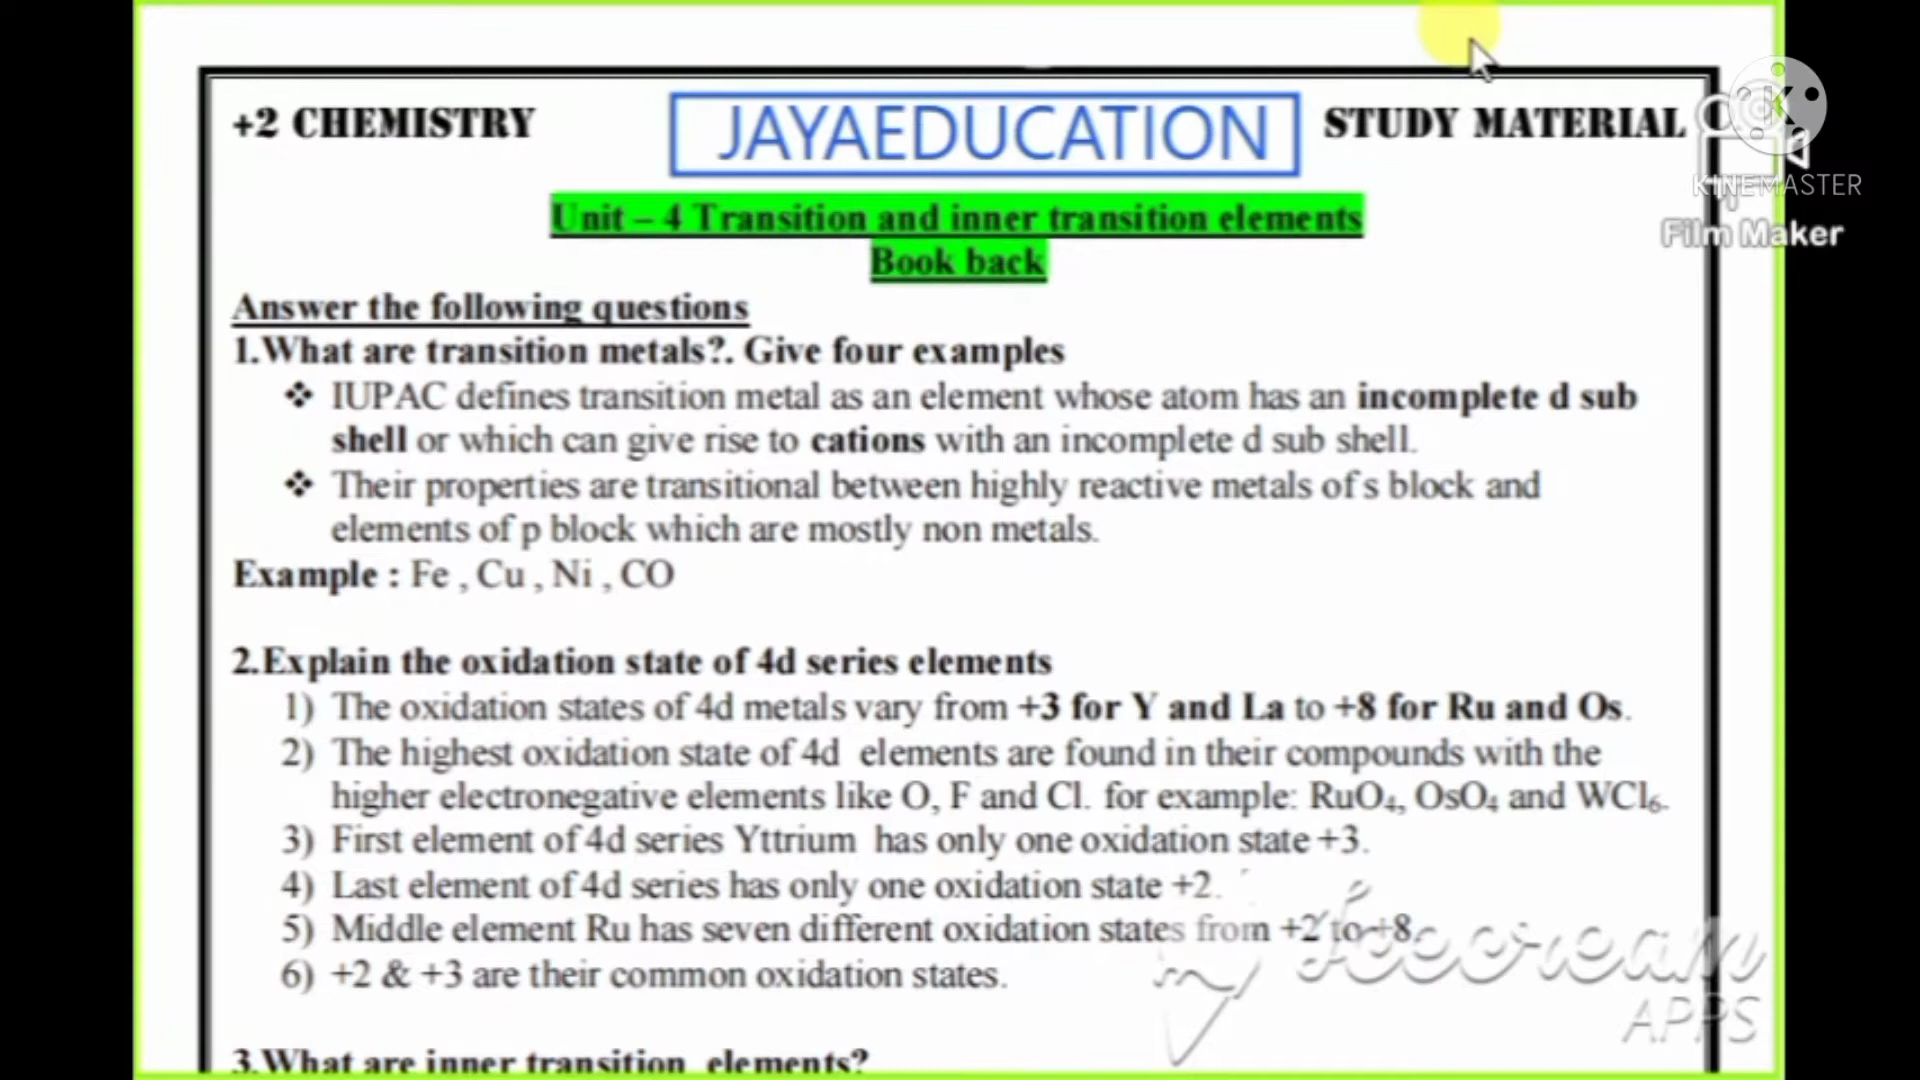 +2 CHEMISTRY JAYAEDUCATION STUDY MATERIAL
KINEMASTER
Film Maker
Unit – 4 Transition and inner transition elements
Book back
Answer the following questions
1.What are transition metals?. Give four examples
❖ IUPAC defines transition metal as an element whose atom has an incomplete d sub
shell or which can give rise to cations with an incomplete d sub shell.
❖ Their properties are transitional between highly reactive metals of s block and
elements of p block which are mostly non metals.
Example : Fe , Cu , Ni , CO
2.Explain the oxidation state of 4d series elements
1) The oxidation states of 4d metals vary from +3 for Y and La to +8 for Ru and Os.
2) The highest oxidation state of 4d elements are found in their compounds with the
higher electronegative elements like O, F and Cl. for example: RuO₄, OsO₄ and WCl₆.
3) First element of 4d series Yttrium has only one oxidation state +3.
4) Last element of 4d series has only one oxidation state +2.
5) Middle element Ru has seven different oxidation states from +2 to +8.
6) +2 & +3 are their common oxidation states.
Icecream
APPS
3.What are inner transition elements?